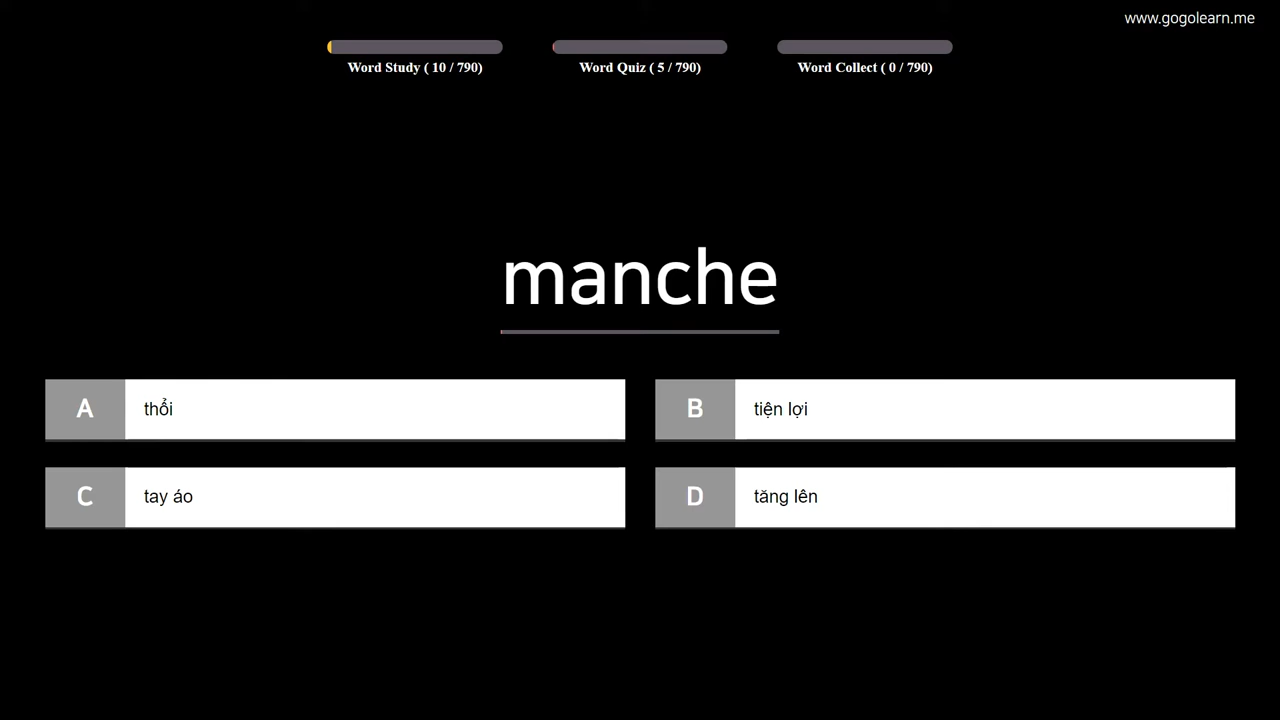 www.gogolearn.me
Word Study ( 10 / 790)
Word Quiz ( 5 / 790)
Word Collect ( 0 / 790)
manche
A thổi
B tiện lợi
C tay áo
D tăng lên